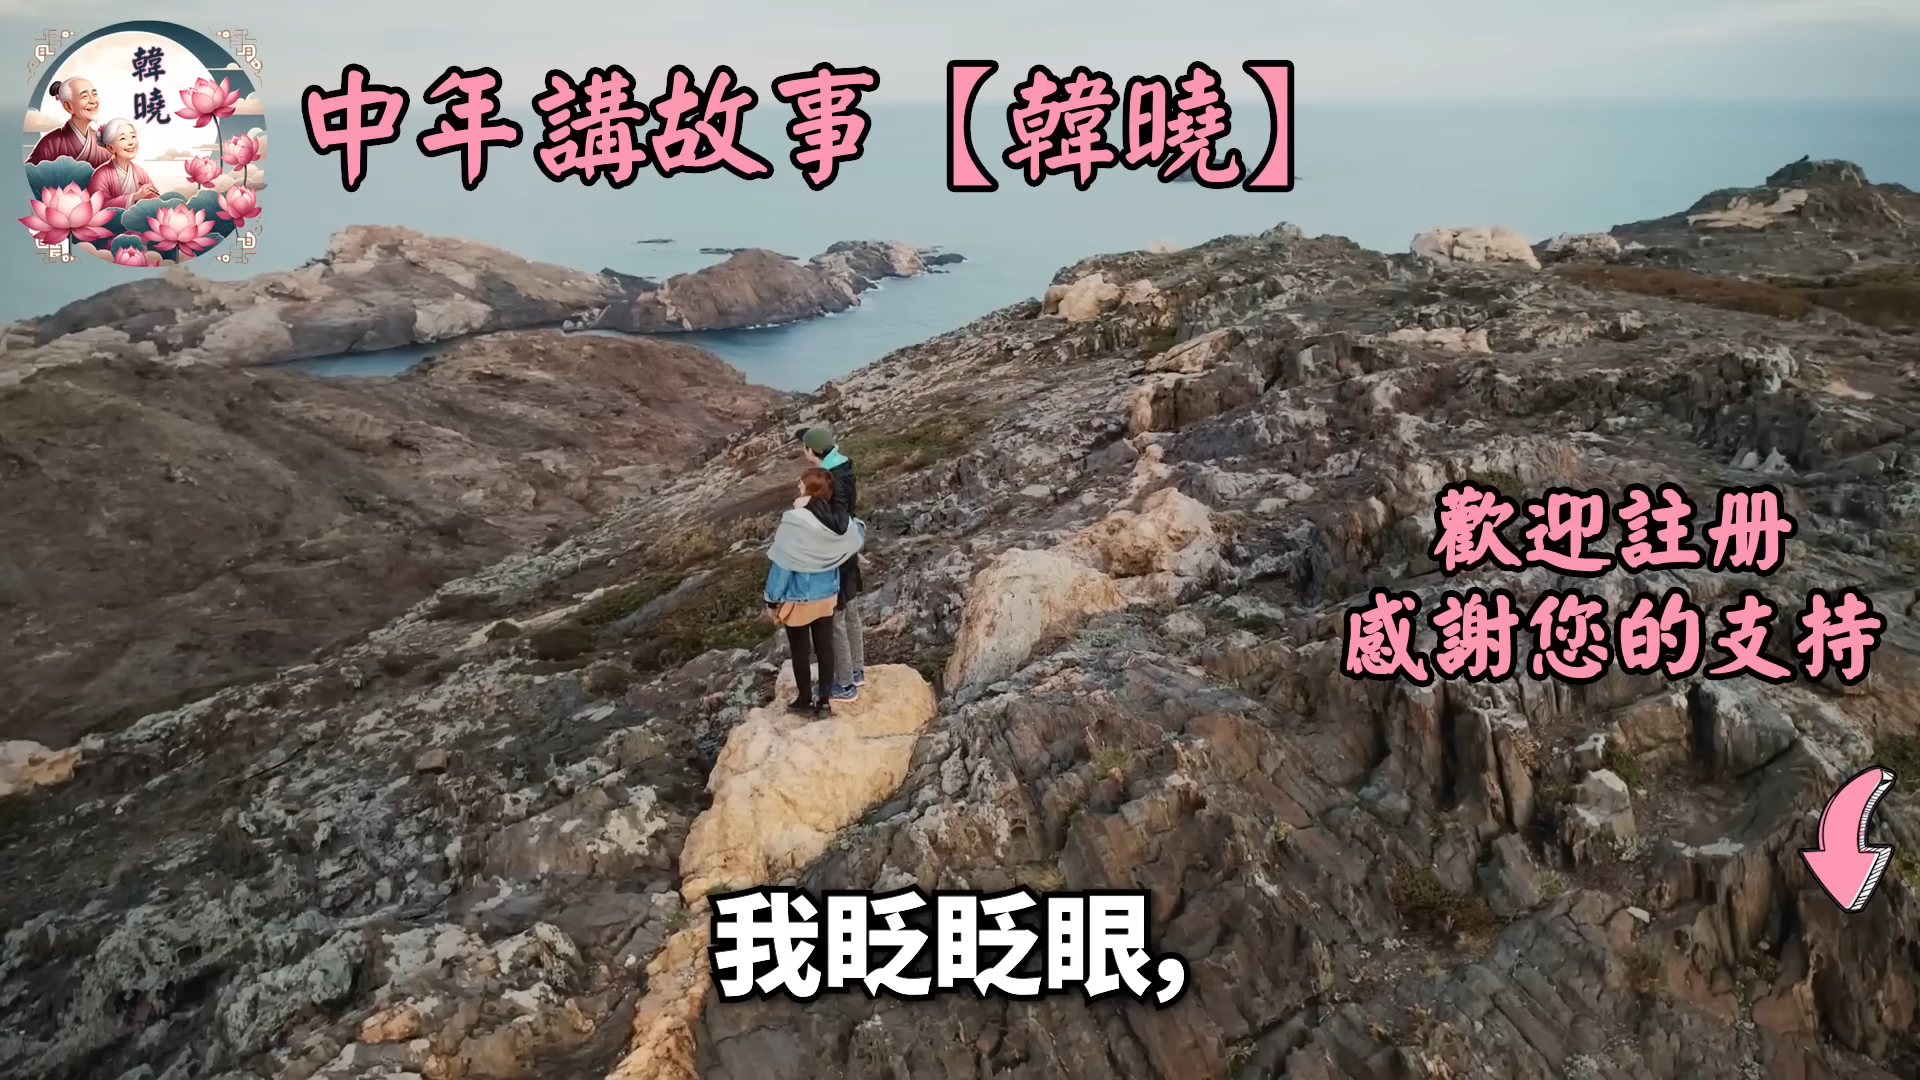 韓曉
中年講故事【韓曉】
歡迎註册
感謝您的支持
我眨眨眼,